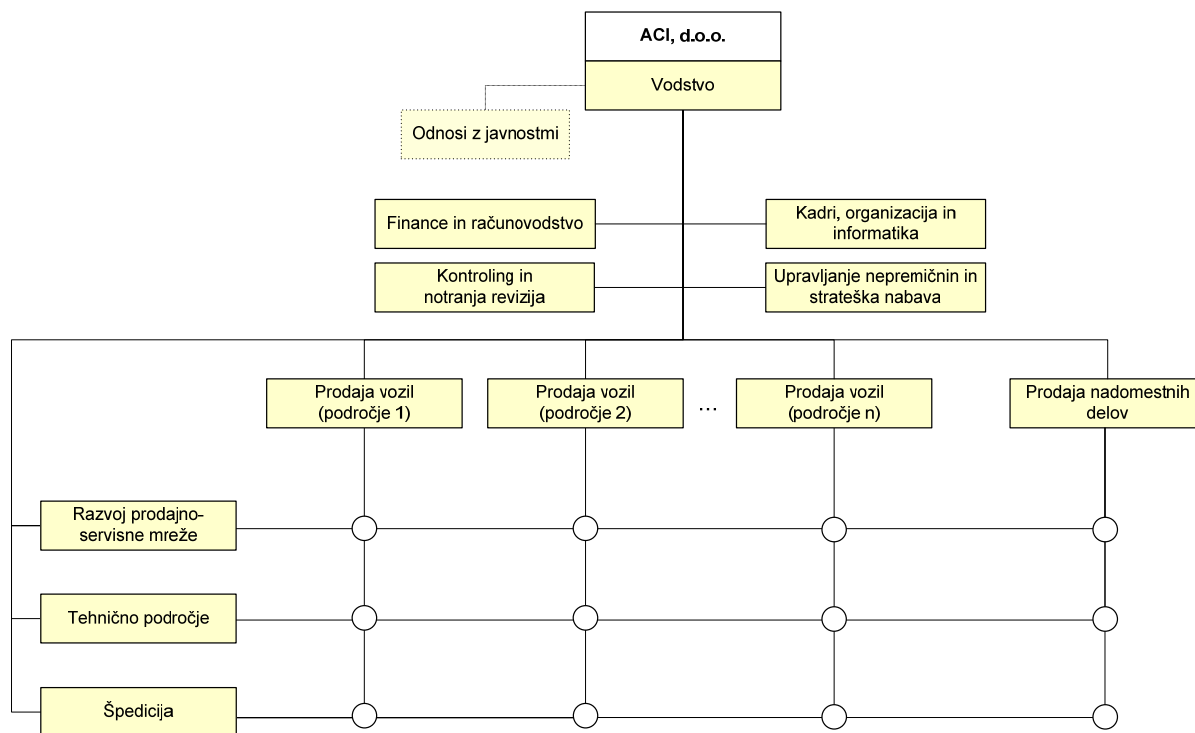 ACI, d.o.o.
Vodstvo
Odnosi z javnostmi
Finance in računovodstvo
Kadri, organizacija in
informatika
Kontroling in
notranja revizija
Upravljanje nepremičnin in
strateška nabava
Prodaja vozil
(področje 1)
Prodaja vozil
(področje 2)
...
Prodaja vozil
(področje n)
Prodaja nadomestnih
delov
Razvoj prodajno-
servisne mreže
Tehnično področje
Špedicija